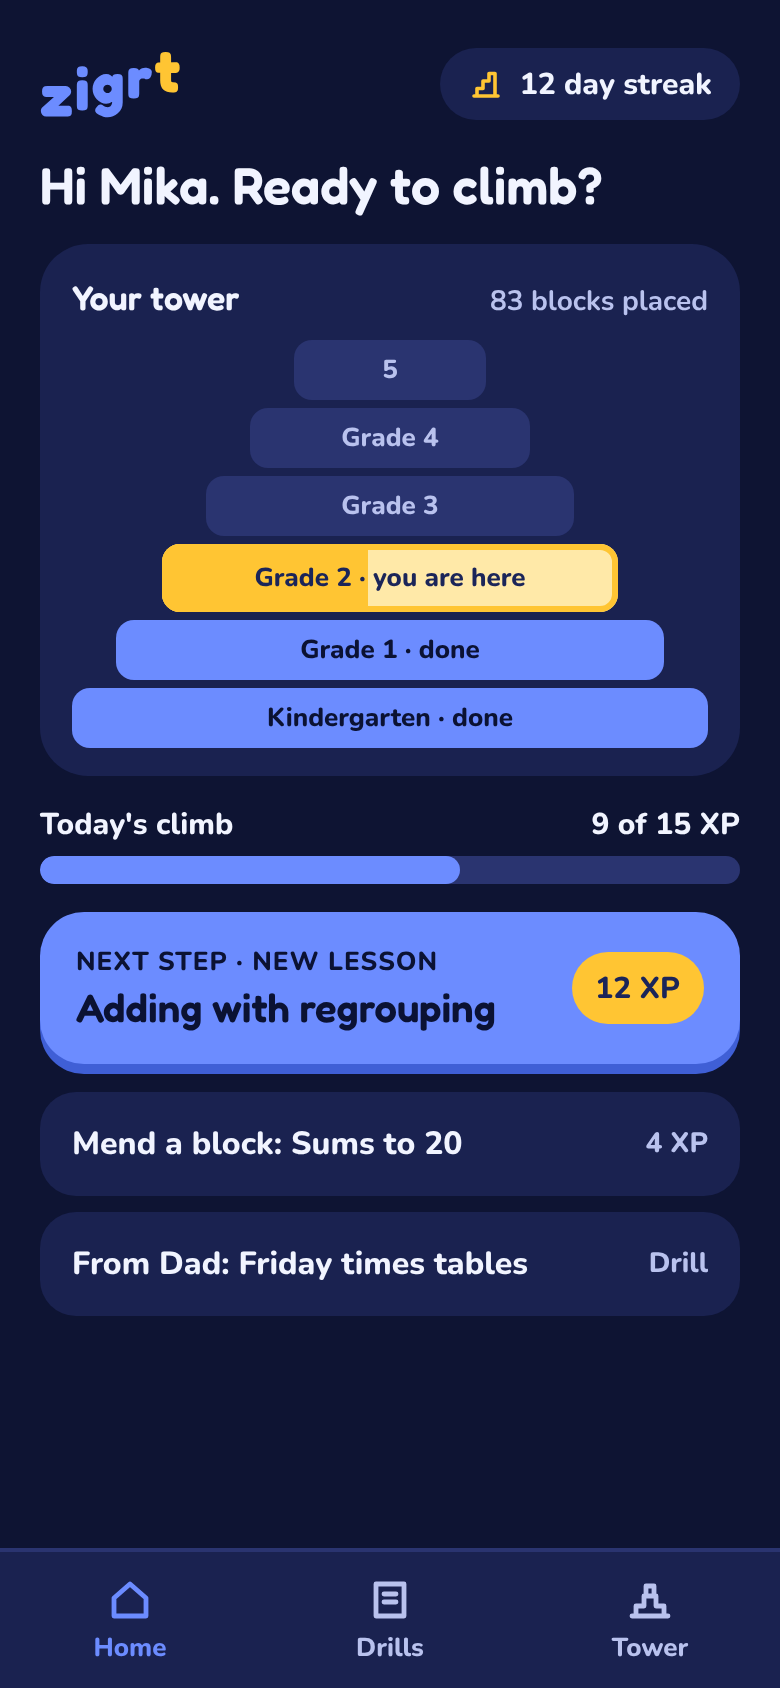 zigrt
12 day streak
Hi Mika. Ready to climb?
Your tower
83 blocks placed
5
Grade 4
Grade 3
Grade 2 · you are here
Grade 1 · done
Kindergarten · done
Today's climb
9 of 15 XP
NEXT STEP · NEW LESSON
Adding with regrouping
12 XP
Mend a block: Sums to 20
4 XP
From Dad: Friday times tables
Drill
Home
Drills
Tower